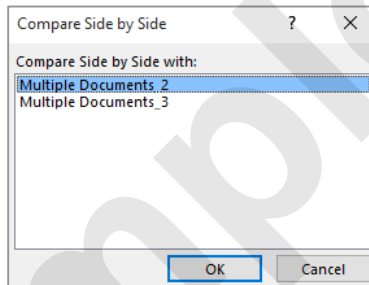 Compare Side by Side ? ×
Compare Side by Side with:
Multiple Documents_2
Multiple Documents_3
OK Cancel